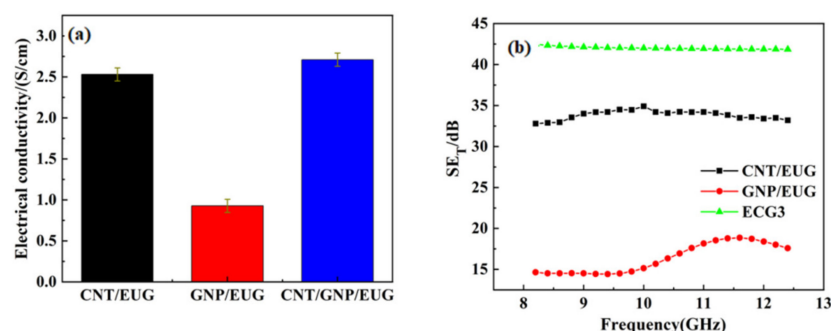 (a)
Electrical conductivity/(S/cm)
3.0
2.5
2.0
1.5
1.0
0.5
0.0
CNT/EUG
GNP/EUG
CNT/GNP/EUG
(b)
SE_T/dB
45
40
35
30
25
20
15
CNT/EUG
GNP/EUG
ECG3
8
9
10
11
12
13
Frequency(GHz)